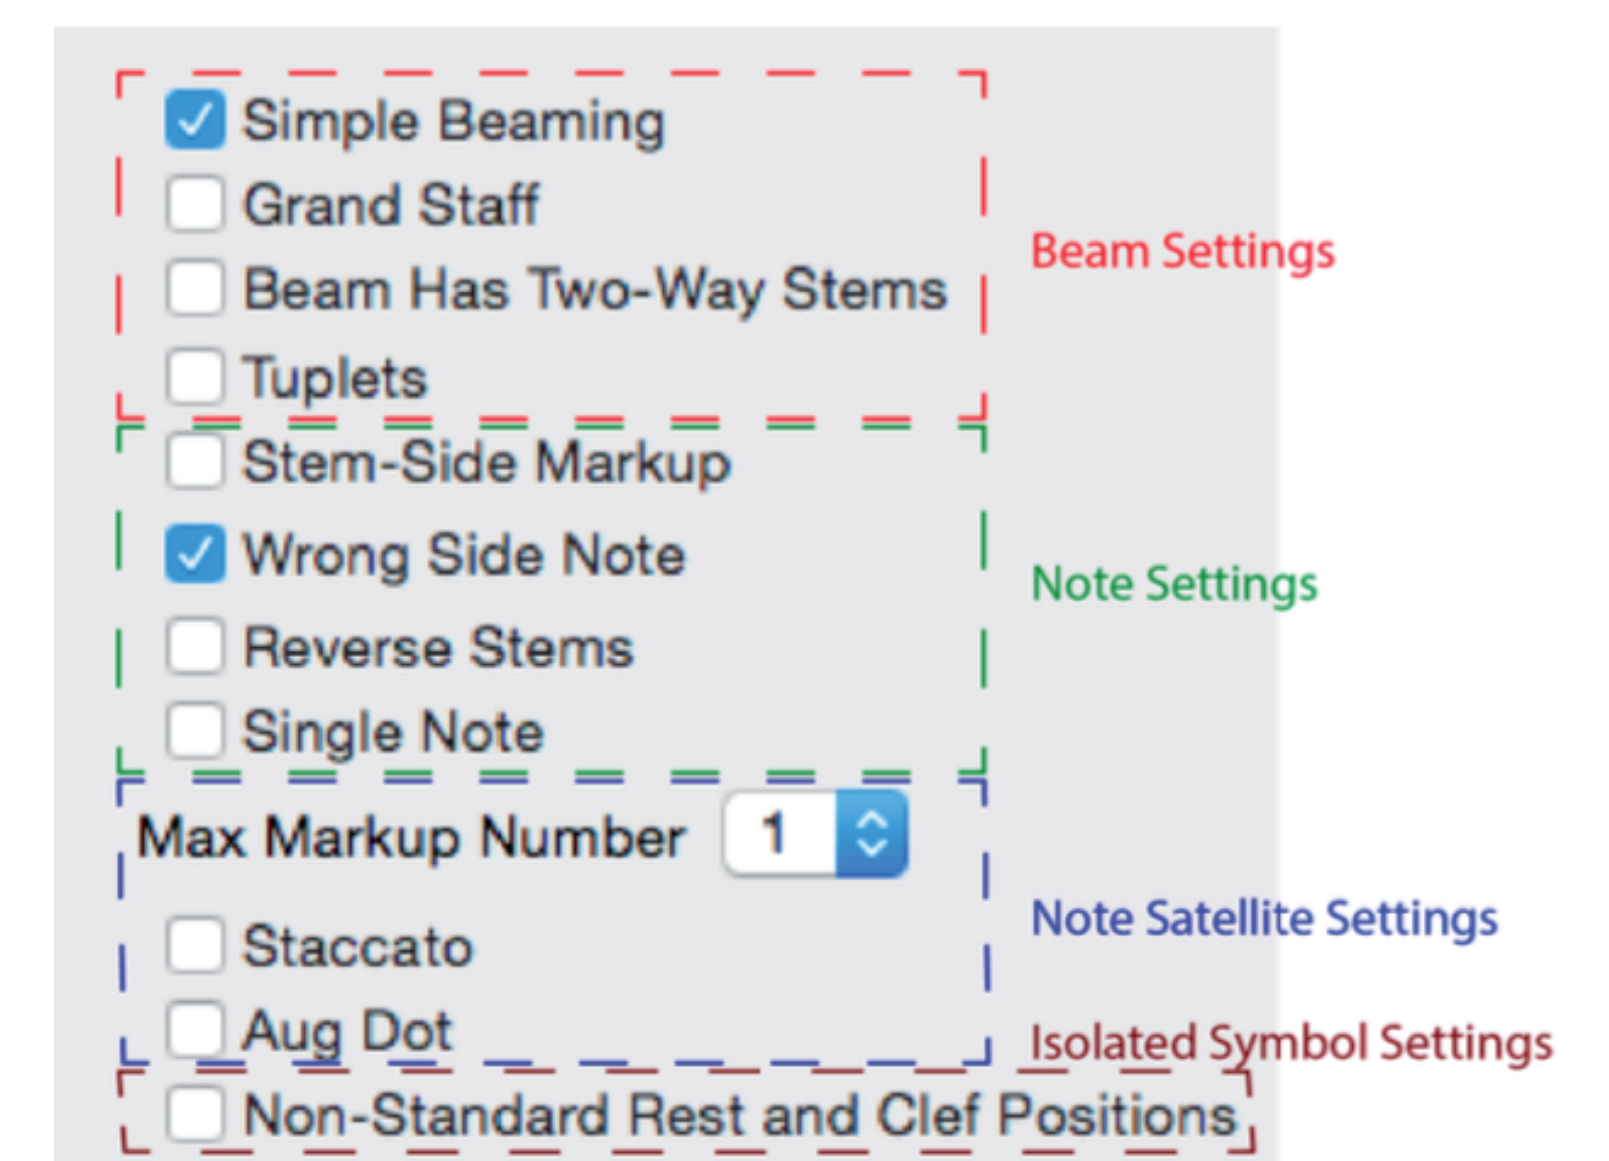 Simple Beaming
Grand Staff
Beam Has Two-Way Stems
Tuplets
Beam Settings
Stem-Side Markup
Wrong Side Note
Reverse Stems
Single Note
Note Settings
Max Markup Number 1
Staccato
Aug Dot
Note Satellite Settings
Non-Standard Rest and Clef Positions
Isolated Symbol Settings